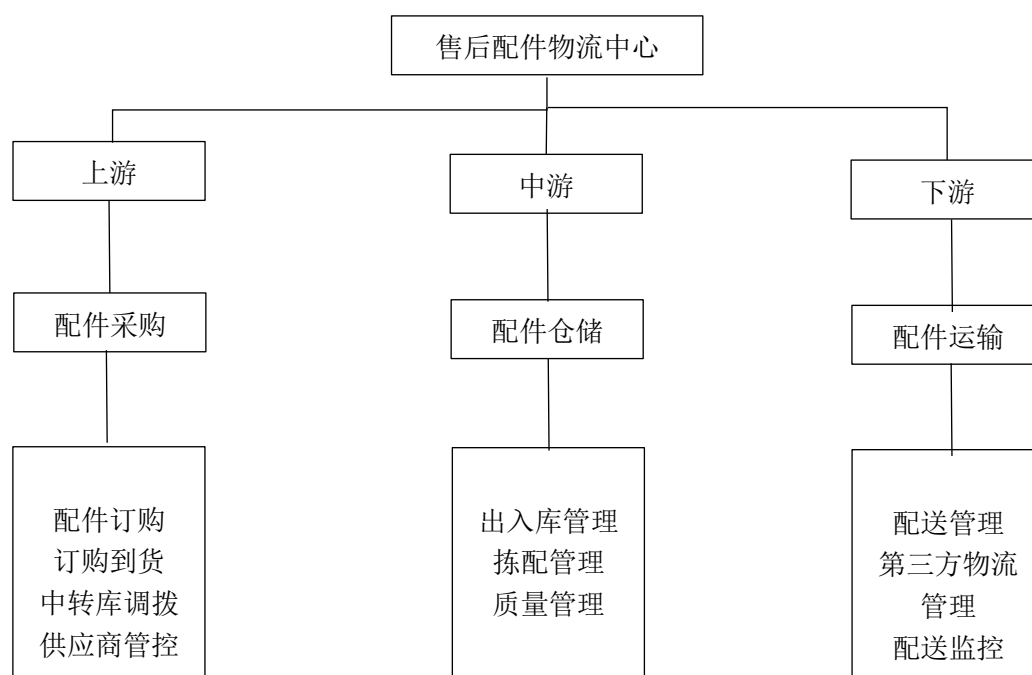 售后配件物流中心
上游
中游
下游
配件采购
配件仓储
配件运输
配件订购
订购到货
中转库调拨
供应商管控
出入库管理
拣配管理
质量管理
配送管理
第三方物流
管理
配送监控